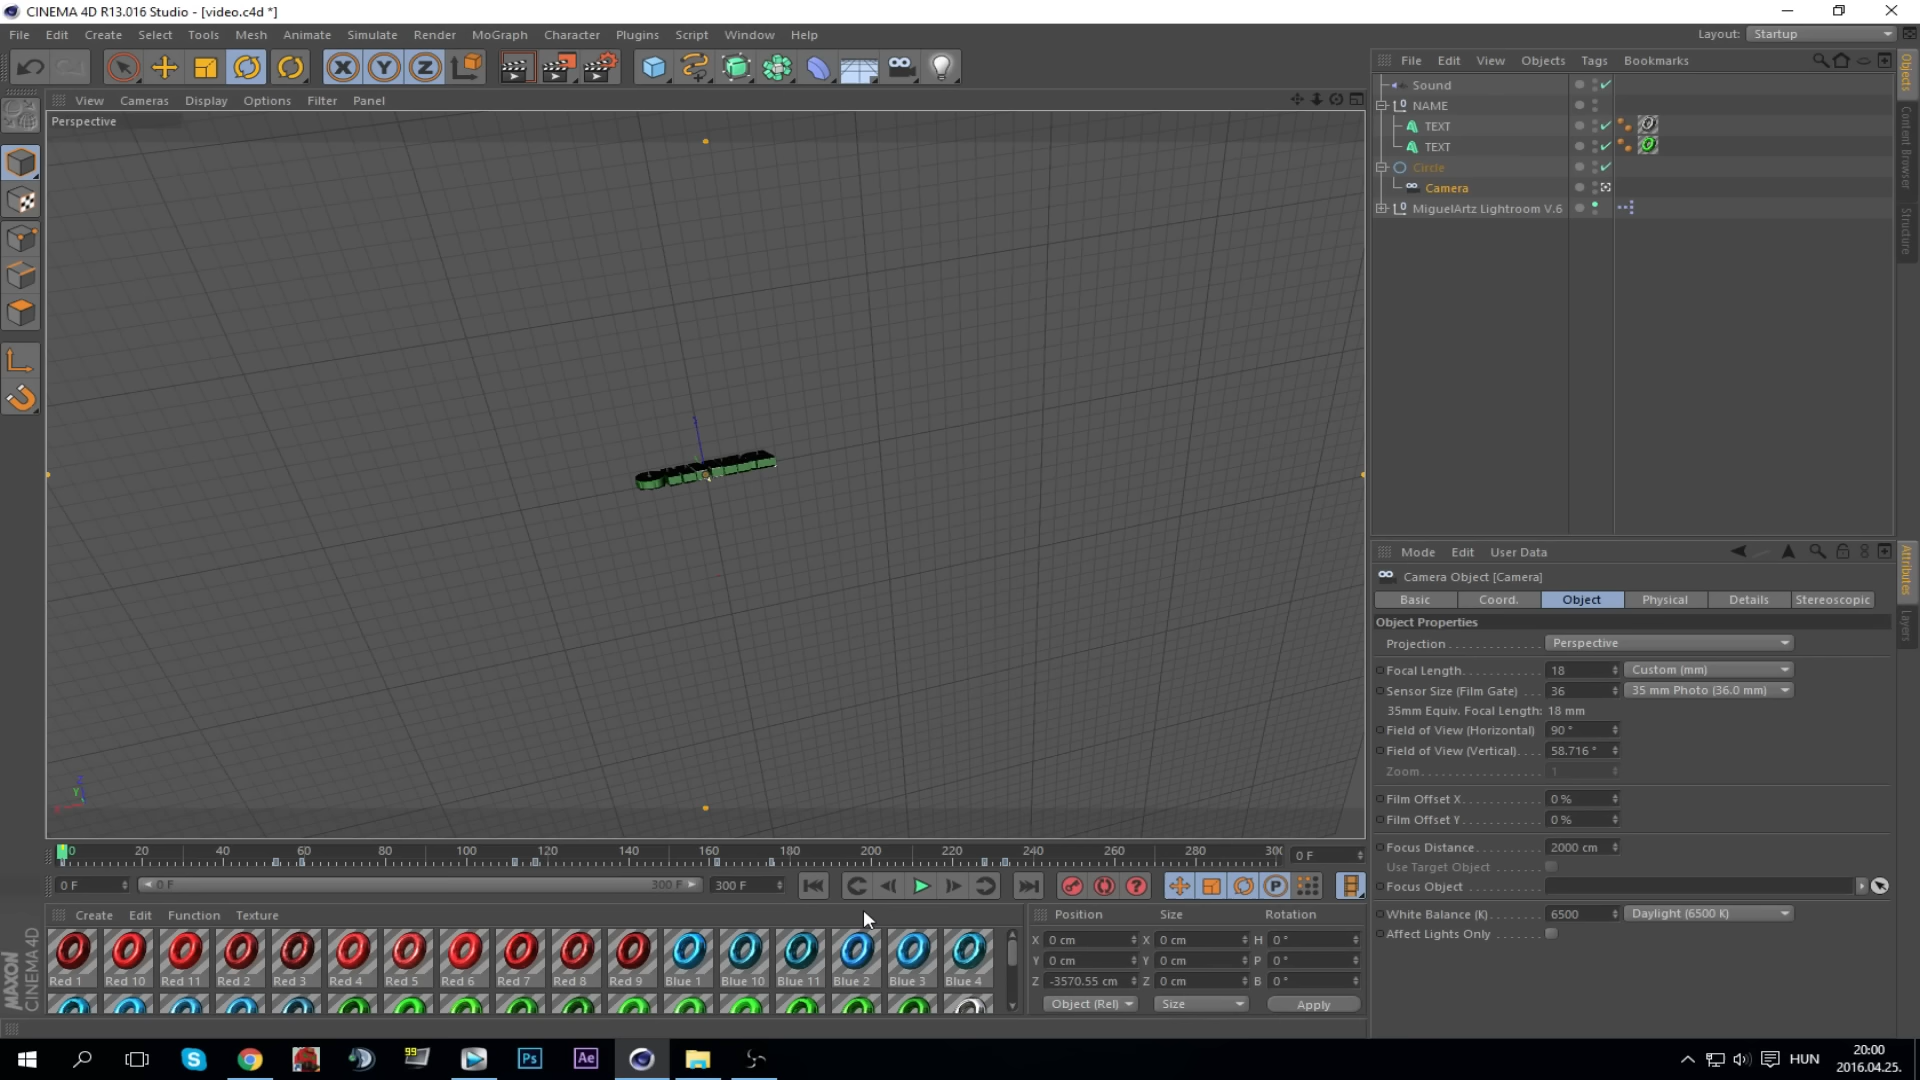 CINEMA 4D R13.016 Studio - [video.c4d *]
File Edit Create Select Tools Mesh Animate Simulate Render MoGraph Character Plugins Script Window Help
Layout: Startup
X Y Z
File Edit View Objects Tags Bookmarks
View Cameras Display Options Filter Panel
Perspective
Sound
NAME
TEXT
TEXT
Circle
Camera
MiguelArtz Lightroom V.6
Objects
Content Browser
Structure
Mode Edit User Data
Camera Object [Camera]
Basic Coord. Object Physical Details Stereoscopic
Object Properties
Projection Perspective
Focal Length 18 Custom (mm)
Sensor Size (Film Gate) 36 35 mm Photo (36.0 mm)
35mm Equiv. Focal Length: 18 mm
Field of View (Horizontal) 90 °
Field of View (Vertical) 58.716 °
Zoom 1
Film Offset X 0 %
Film Offset Y 0 %
Focus Distance 2000 cm
Use Target Object
Focus Object
White Balance (K) 6500 Daylight (6500 K)
Affect Lights Only
Attributes
Layers
Y
0 20 40 60 80 100 120 140 160 180 200 220 240 260 280 300
0 F
0 F 0 F 300 F 300 F
P
Create Edit Function Texture
Red 1 Red 10 Red 11 Red 2 Red 3 Red 4 Red 5 Red 6 Red 7 Red 8 Red 9 Blue 1 Blue 10 Blue 11 Blue 2 Blue 3 Blue 4
Position Size Rotation
X 0 cm X 0 cm H 0 °
Y 0 cm Y 0 cm P 0 °
Z -3570.55 cm Z 0 cm B 0 °
Object (Rel) Size Apply
MAXON
CINEMA 4D
99
Ps
Ae
HUN
20:00
2016.04.25.